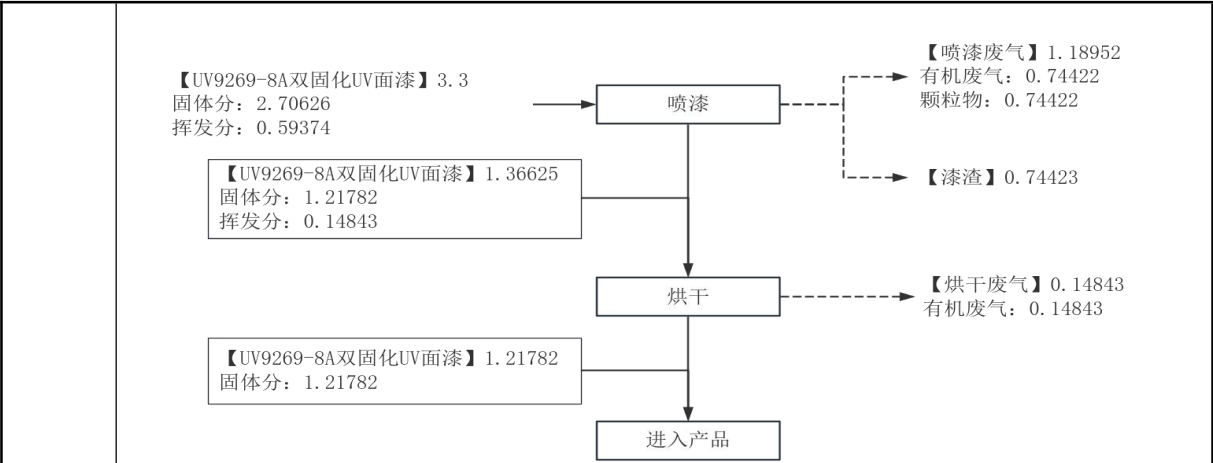 【UV9269-8A双固化UV面漆】3.3
固体分：2.70626
挥发分：0.59374
喷漆
【喷漆废气】1.18952
有机废气：0.74422
颗粒物：0.74422
【漆渣】0.74423
【UV9269-8A双固化UV面漆】1.36625
固体分：1.21782
挥发分：0.14843
烘干
【烘干废气】0.14843
有机废气：0.14843
【UV9269-8A双固化UV面漆】1.21782
固体分：1.21782
进入产品